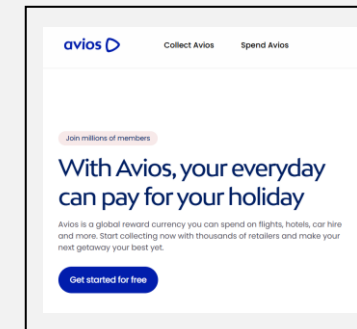 avios
Collect Avios
Spend Avios
Join millions of members
With Avios, your everyday
can pay for your holiday
Avios is a global reward currency you can spend on flights, hotels, car hire
and more. Start collecting now with thousands of retailers and make your
next getaway your best yet.
Get started for free